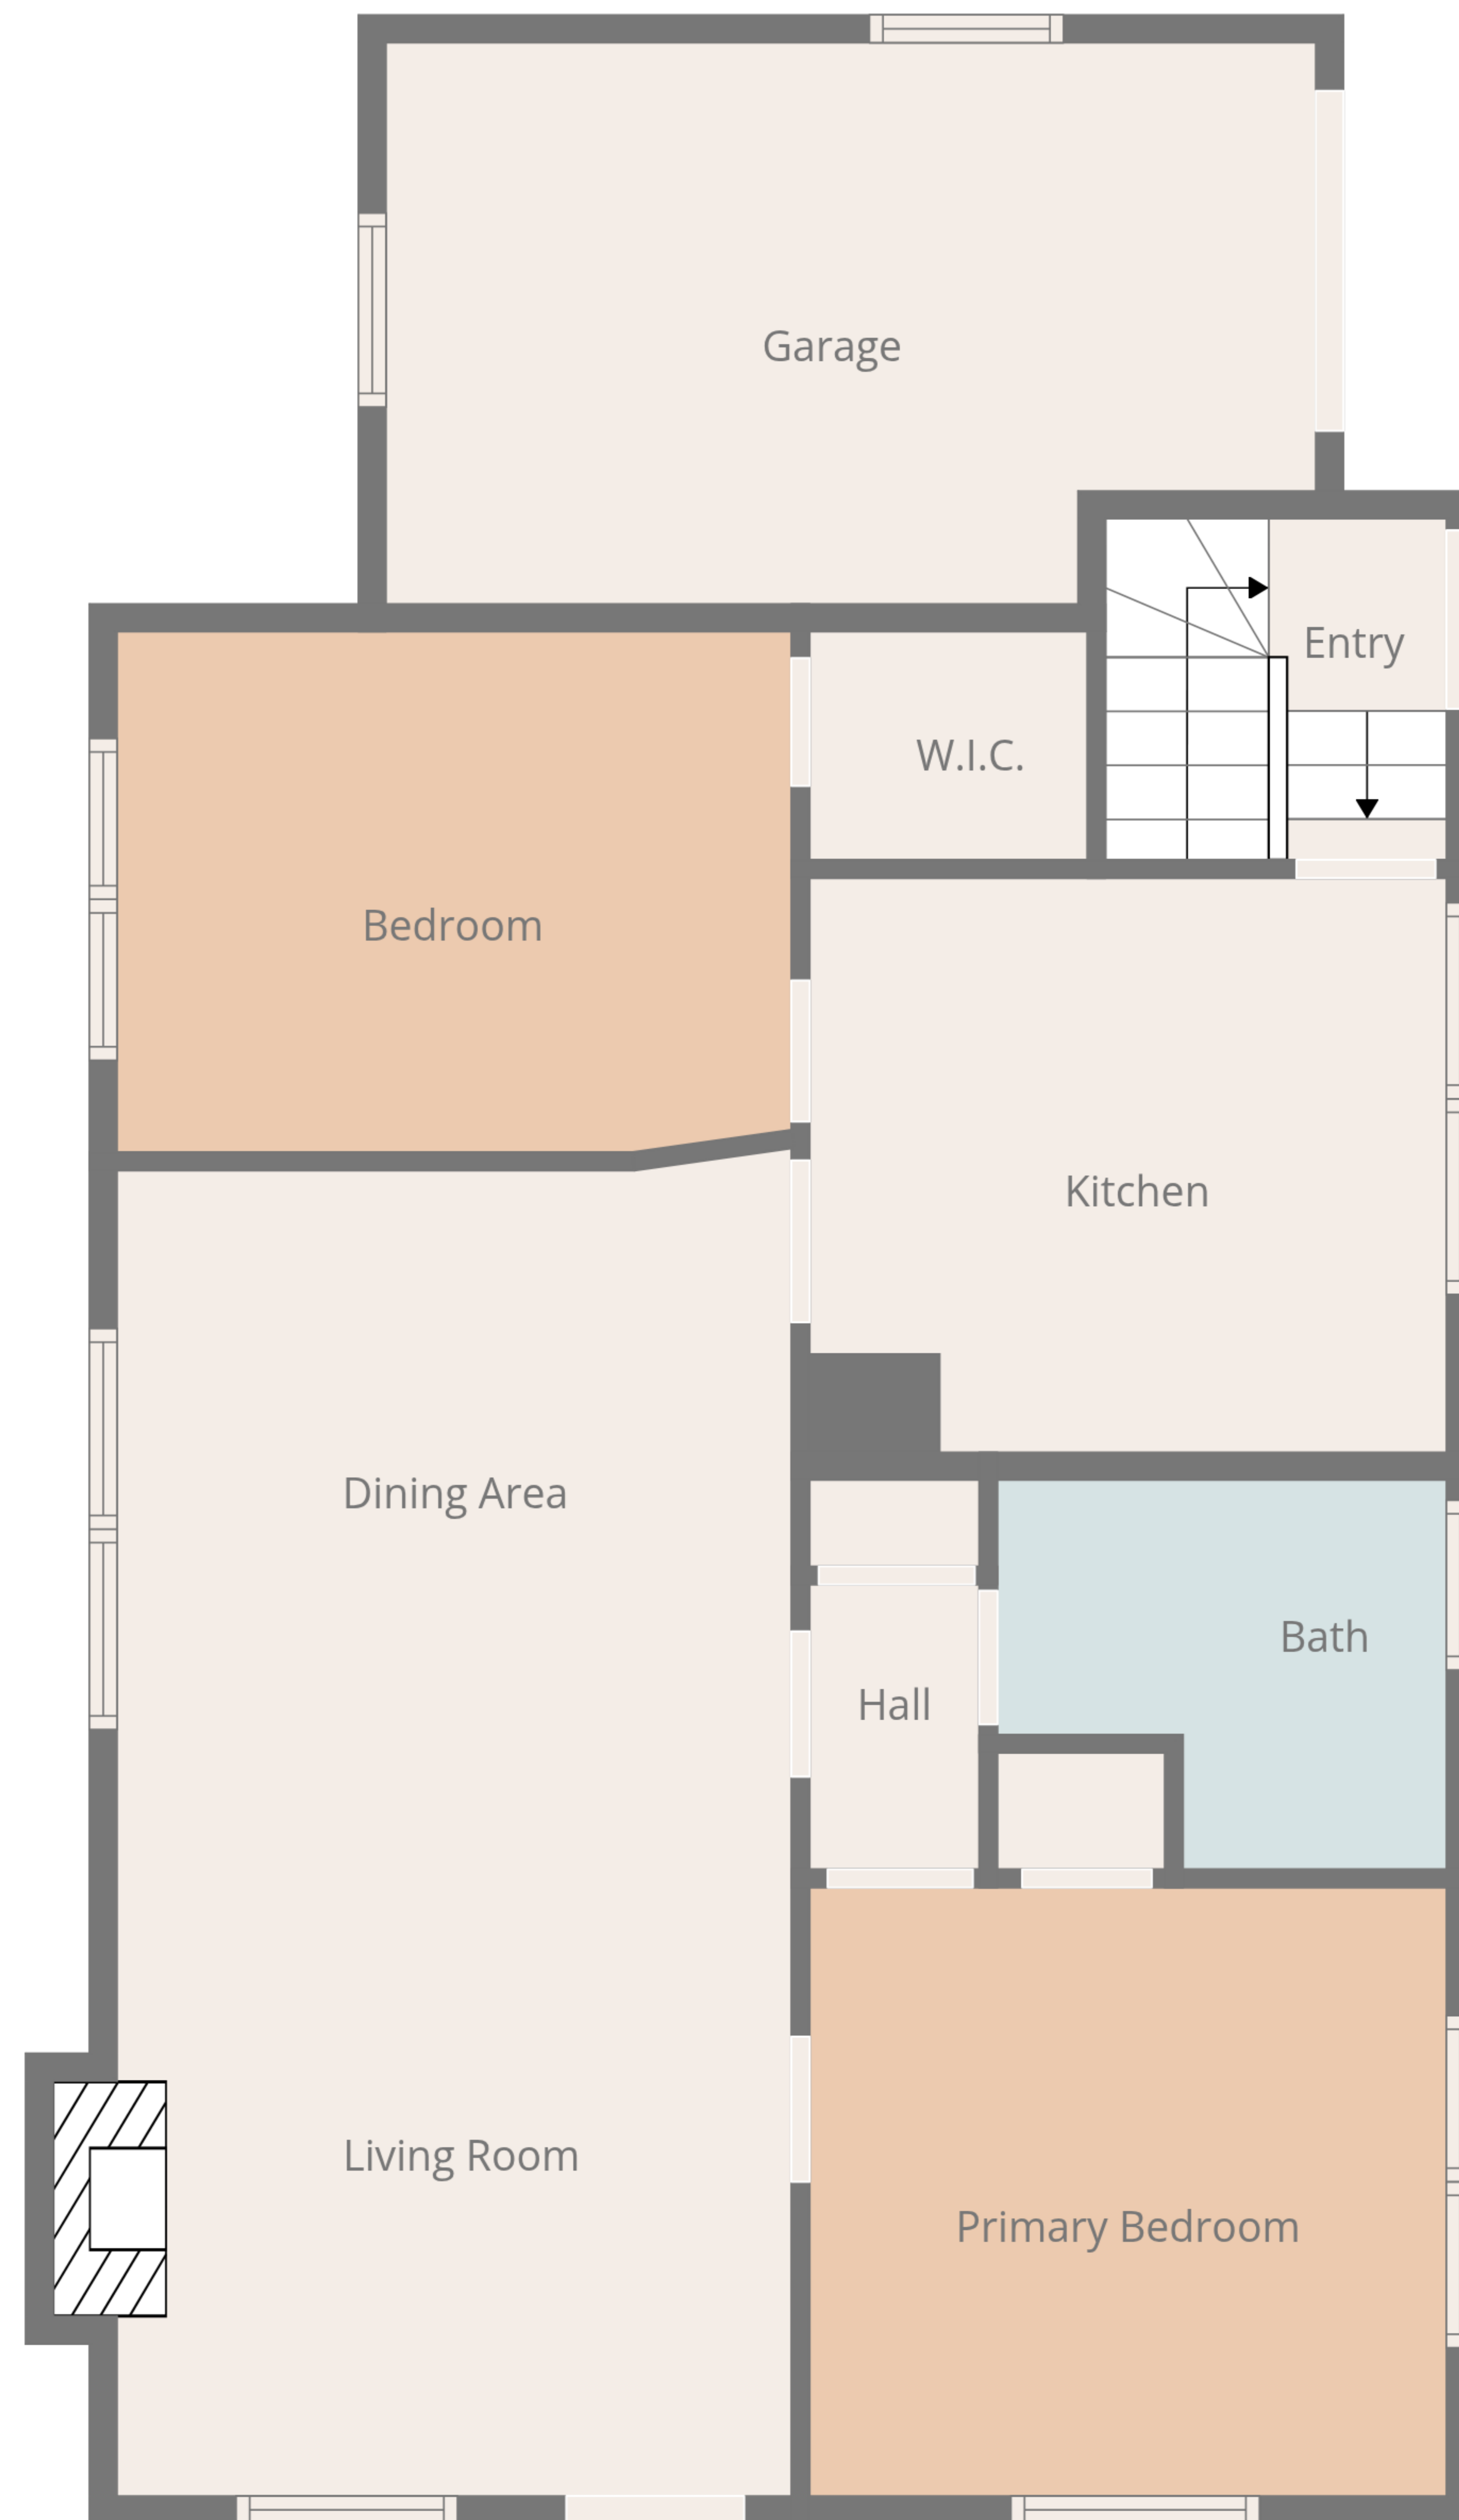 Garage
Entry
W.I.C.
Bedroom
Kitchen
Dining Area
Bath
Hall
Living Room
Primary Bedroom